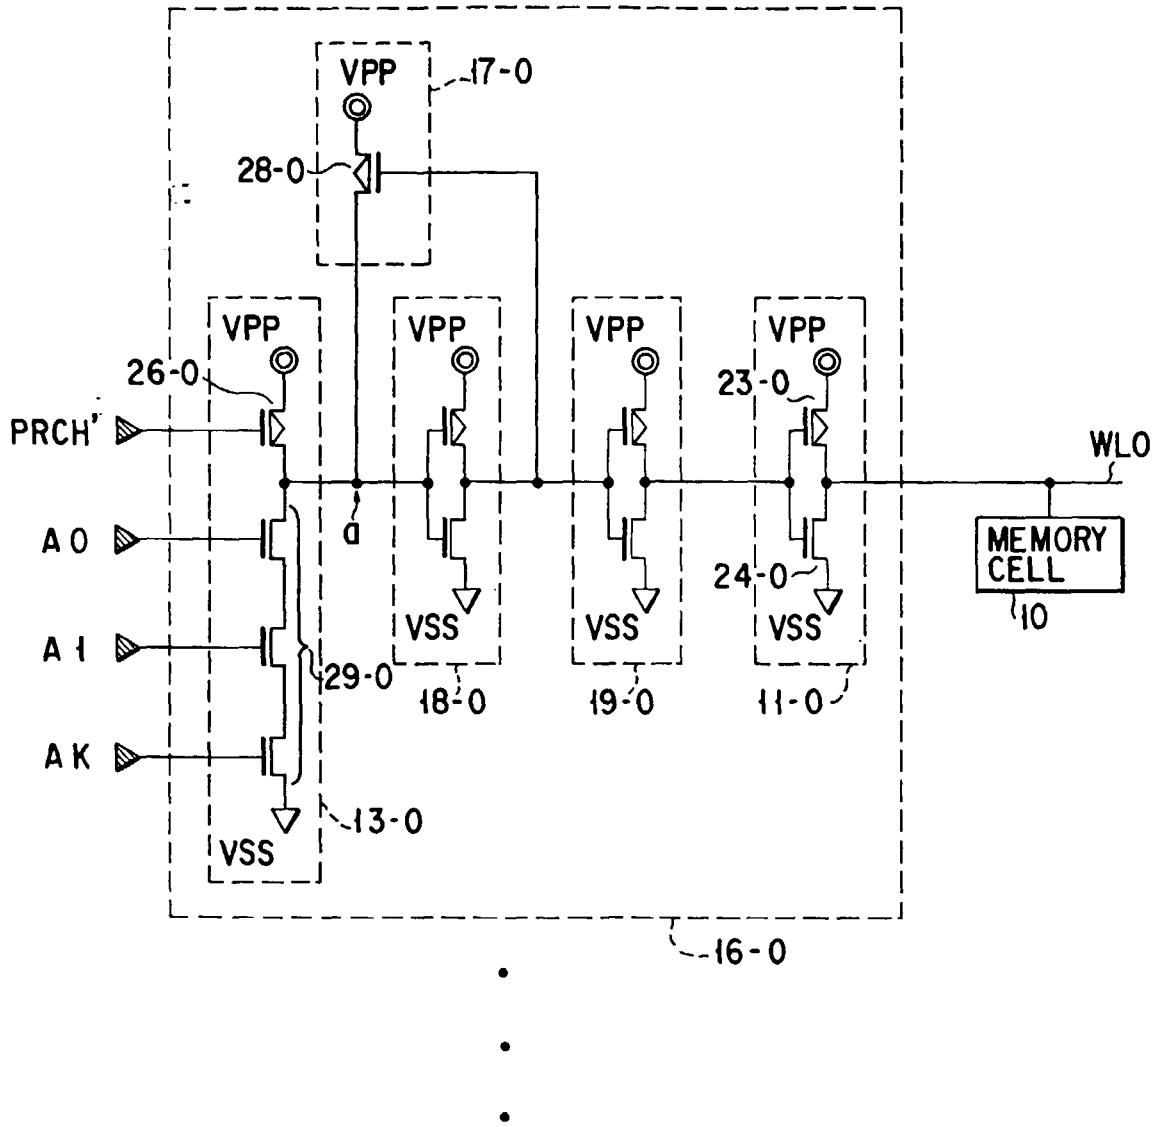 VPP
17-0
28-0
VPP
VPP
VPP
VPP
26-0
23-0
PRCH'
WL0
A0
a
MEMORY
CELL
24-0
10
VSS
VSS
VSS
A1
29-0
18-0
19-0
11-0
AK
13-0
VSS
16-0